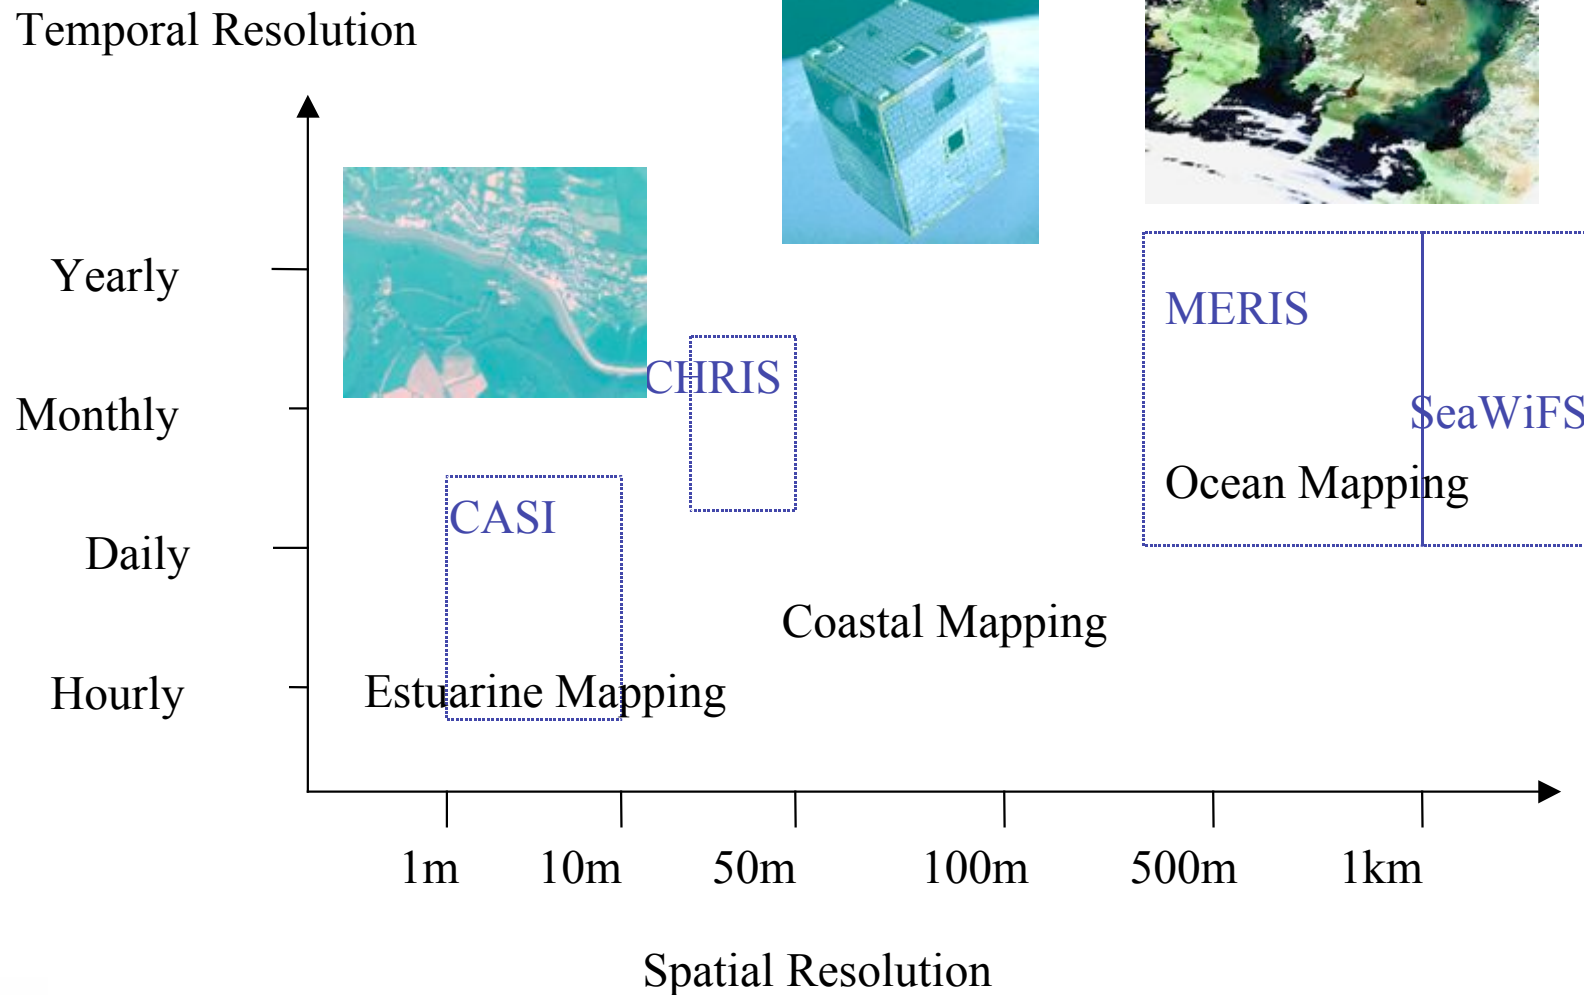 Temporal Resolution
Yearly
MERIS
CHRIS
Monthly
SeaWiFS
Ocean Mapping
CASI
Daily
Coastal Mapping
Hourly
Estuarine Mapping
1m 10m 50m 100m 500m 1km
Spatial Resolution